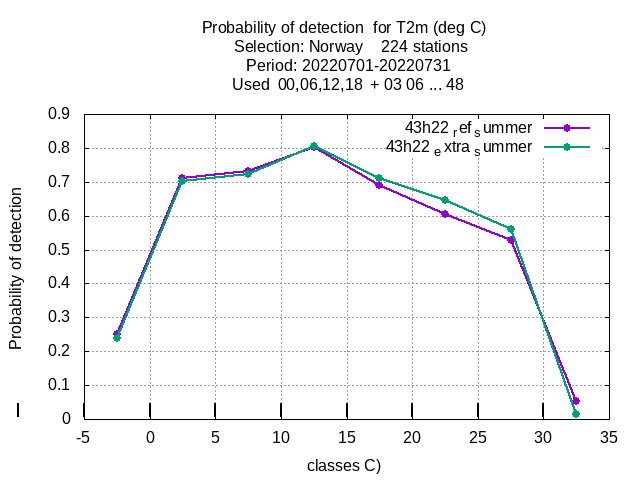 Probability of detection  for T2m (deg C)
Selection: Norway    224 stations
Period: 20220701-20220731
Used  00,06,12,18  + 03 06 ... 48
43h22 ref summer
43h22 extra summer
0.9
0.8
0.7
0.6
0.5
0.4
0.3
0.2
0.1
0
Probability of detection
-5 0 5 10 15 20 25 30 35
classes C)